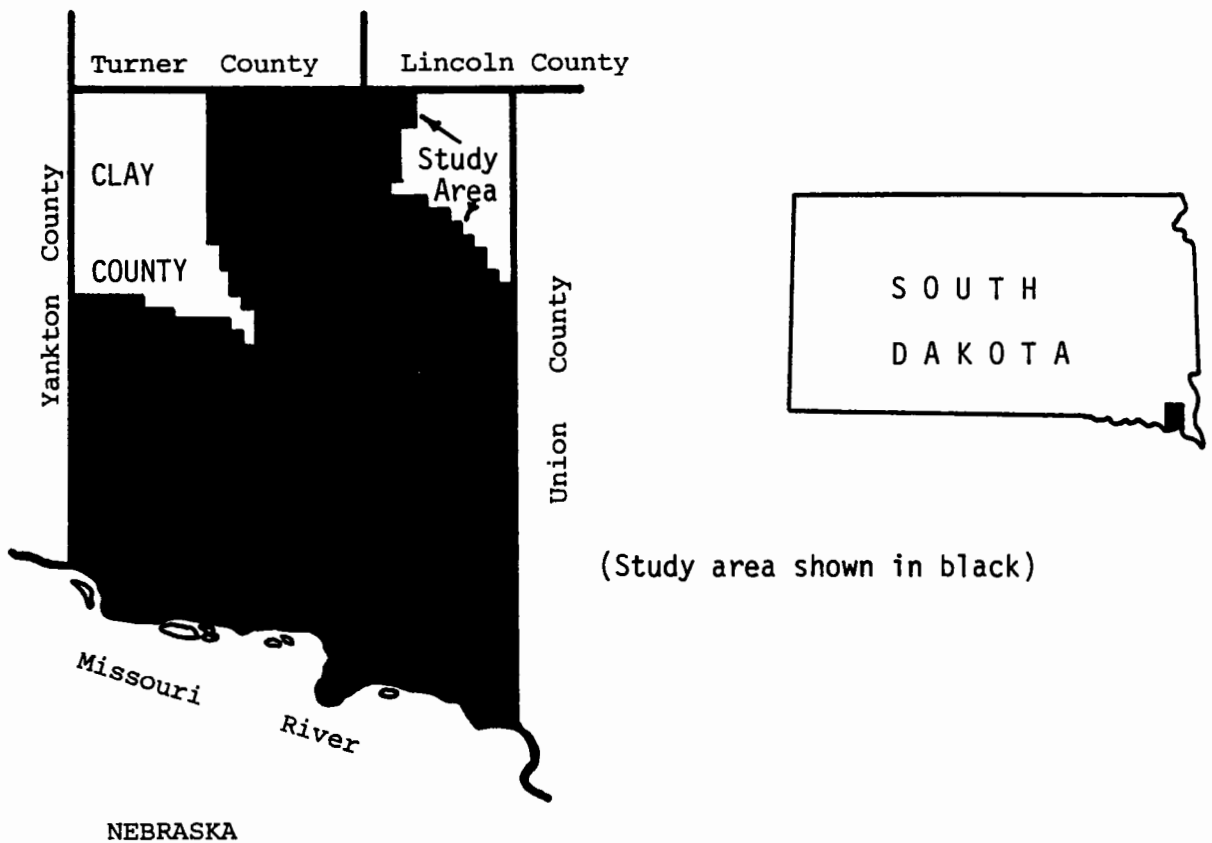 Turner County
Lincoln County
Yankton County
CLAY
COUNTY
Study
Area
Union County
Missouri River
NEBRASKA
SOUTH
DAKOTA
(Study area shown in black)